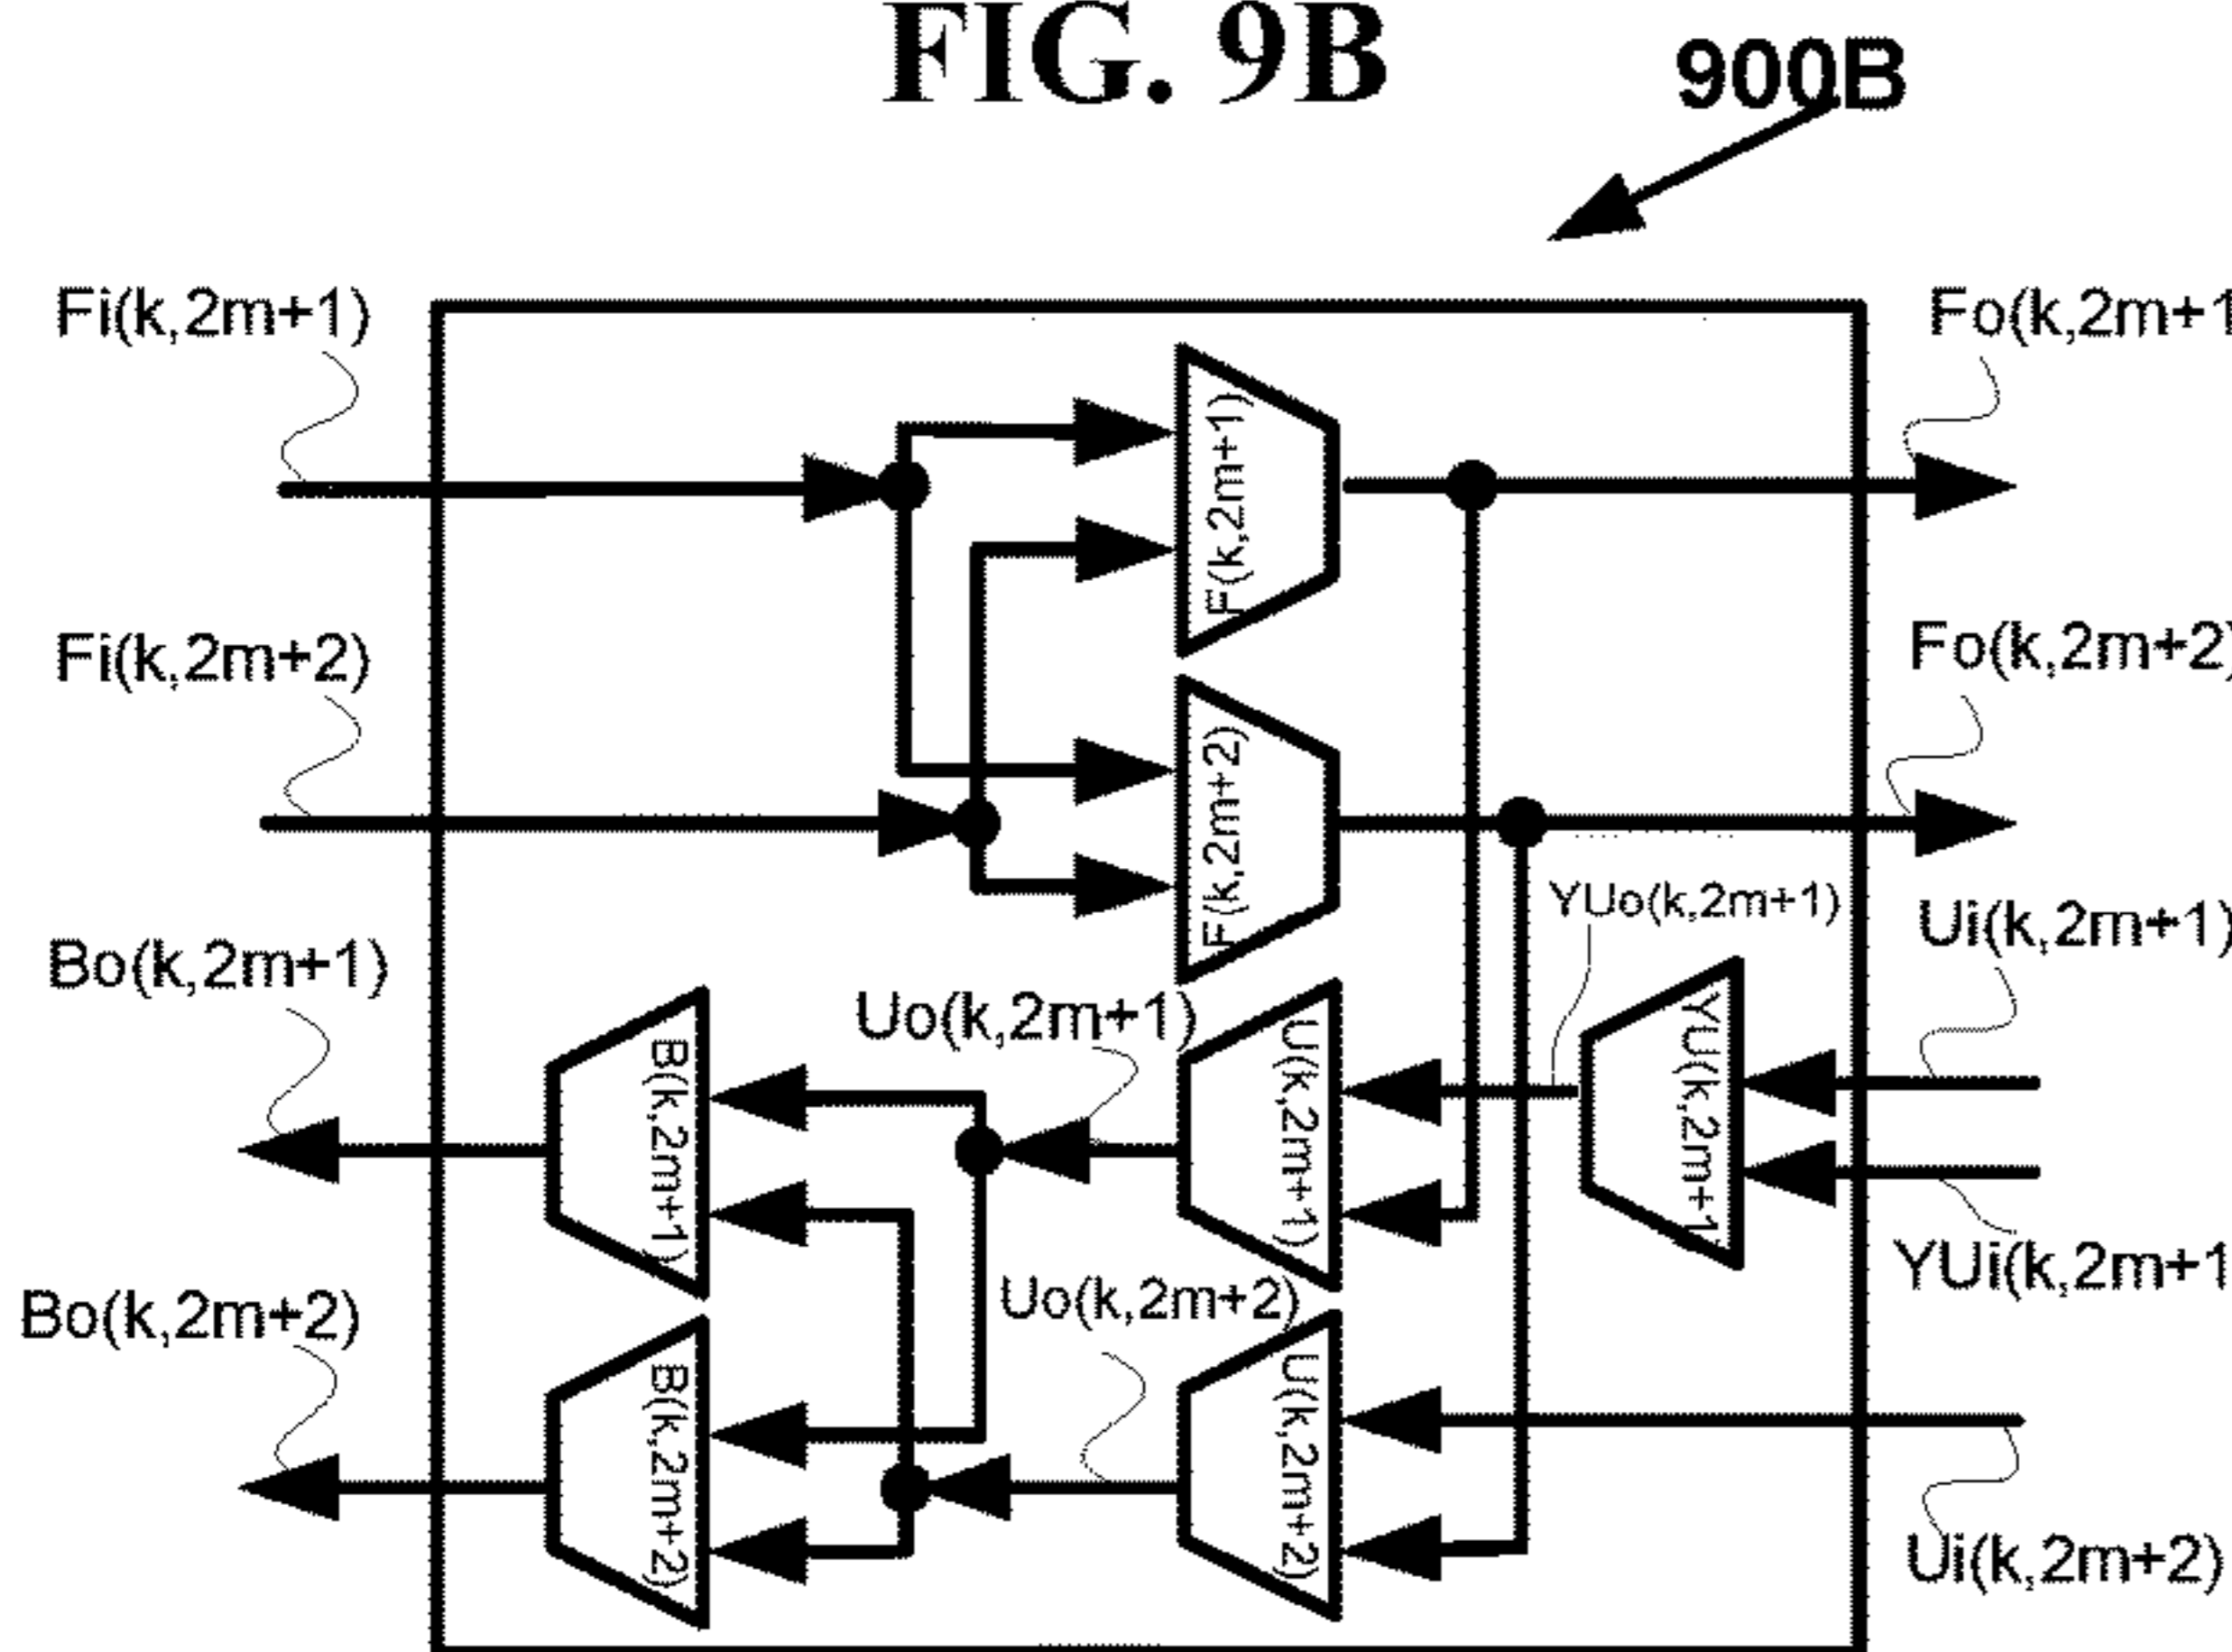 FIG. 9B
900B
Fi(k,2m+1)
Fo(k,2m+1
F(k,2m+1)
Fi(k,2m+2)
Fo(k,2m+2)
F(k,2m+2)
YUo(k,2m+1)
Ui(k,2m+1)
Bo(k,2m+1)
Uo(k,2m+1)
B(k,2m+1)
U(k,2m+1)
YU(k,2m+1
YUi(k,2m+1
Bo(k,2m+2)
Uo(k,2m+2)
B(k,2m+2)
U(k,2m+2)
Ui(k,2m+2)